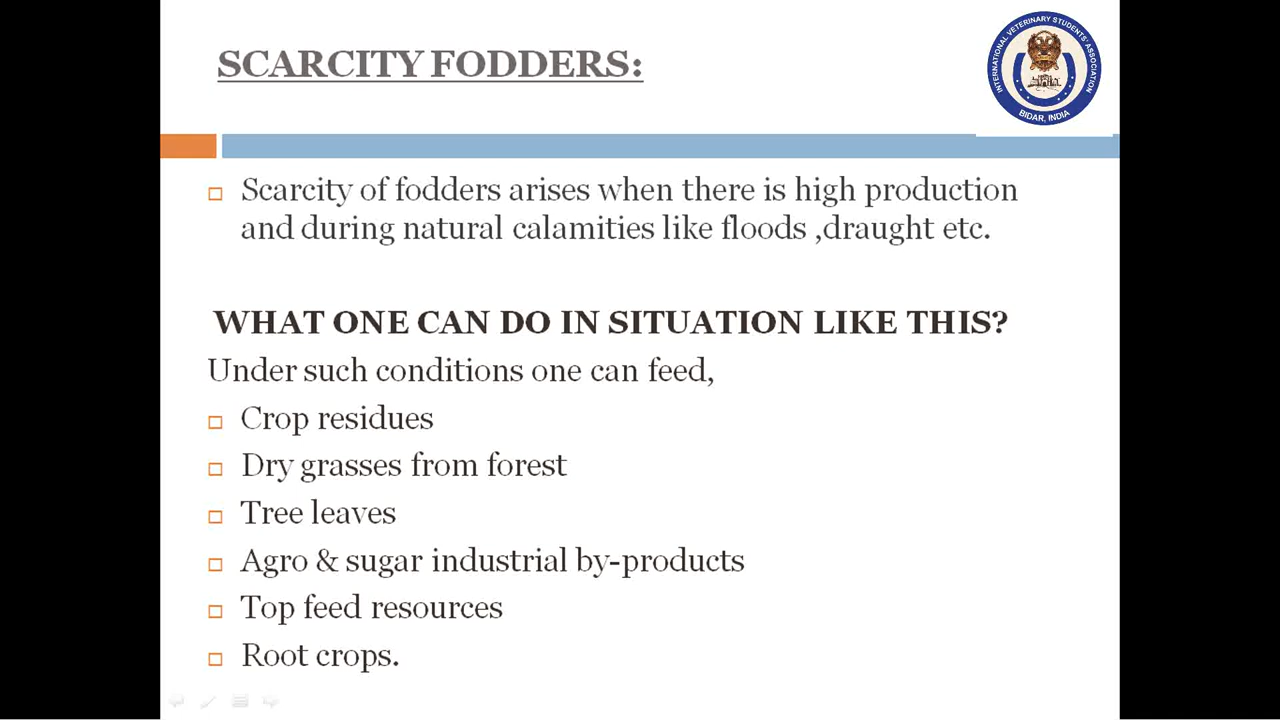 SCARCITY FODDERS:
INTERNATIONAL VETERINARY STUDENTS' ASSOCIATION
BIDAR, INDIA
Scarcity of fodders arises when there is high production
and during natural calamities like floods ,draught etc.
WHAT ONE CAN DO IN SITUATION LIKE THIS?
Under such conditions one can feed,
Crop residues
Dry grasses from forest
Tree leaves
Agro & sugar industrial by-products
Top feed resources
Root crops.